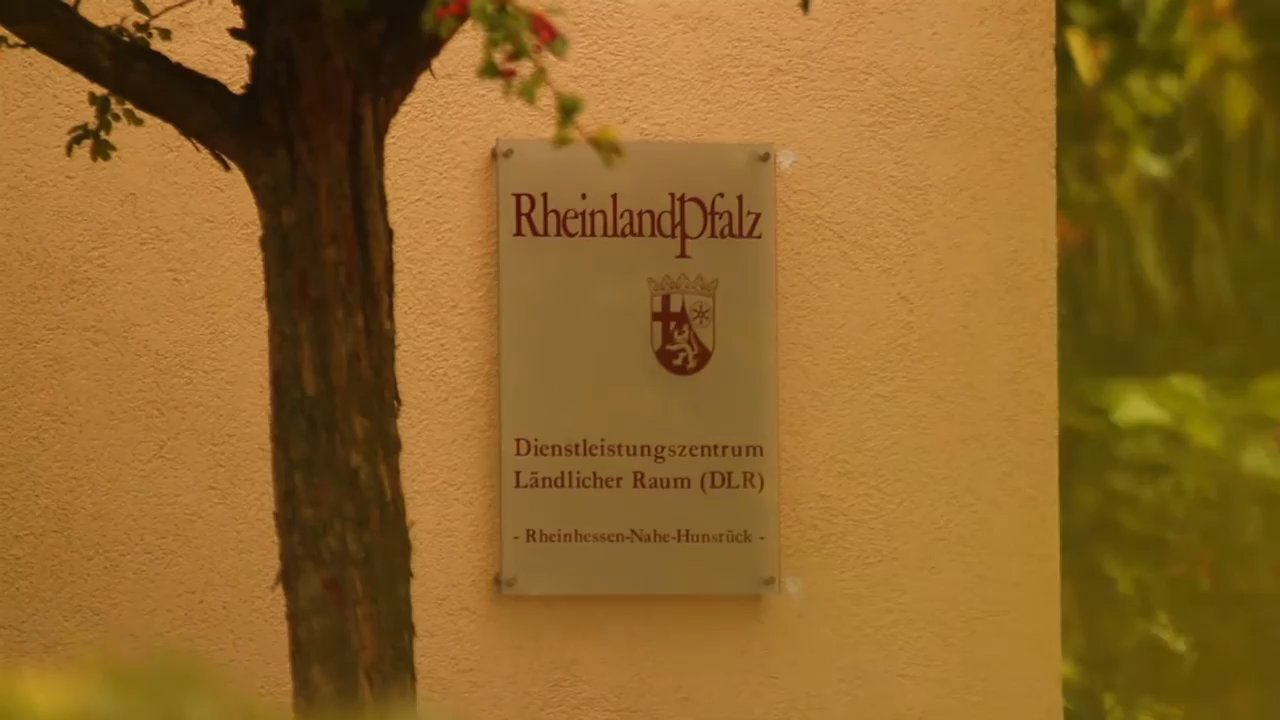 RheinlandPfalz
Dienstleistungszentrum
Ländlicher Raum (DLR)
- Rheinhessen-Nahe-Hunsrück -